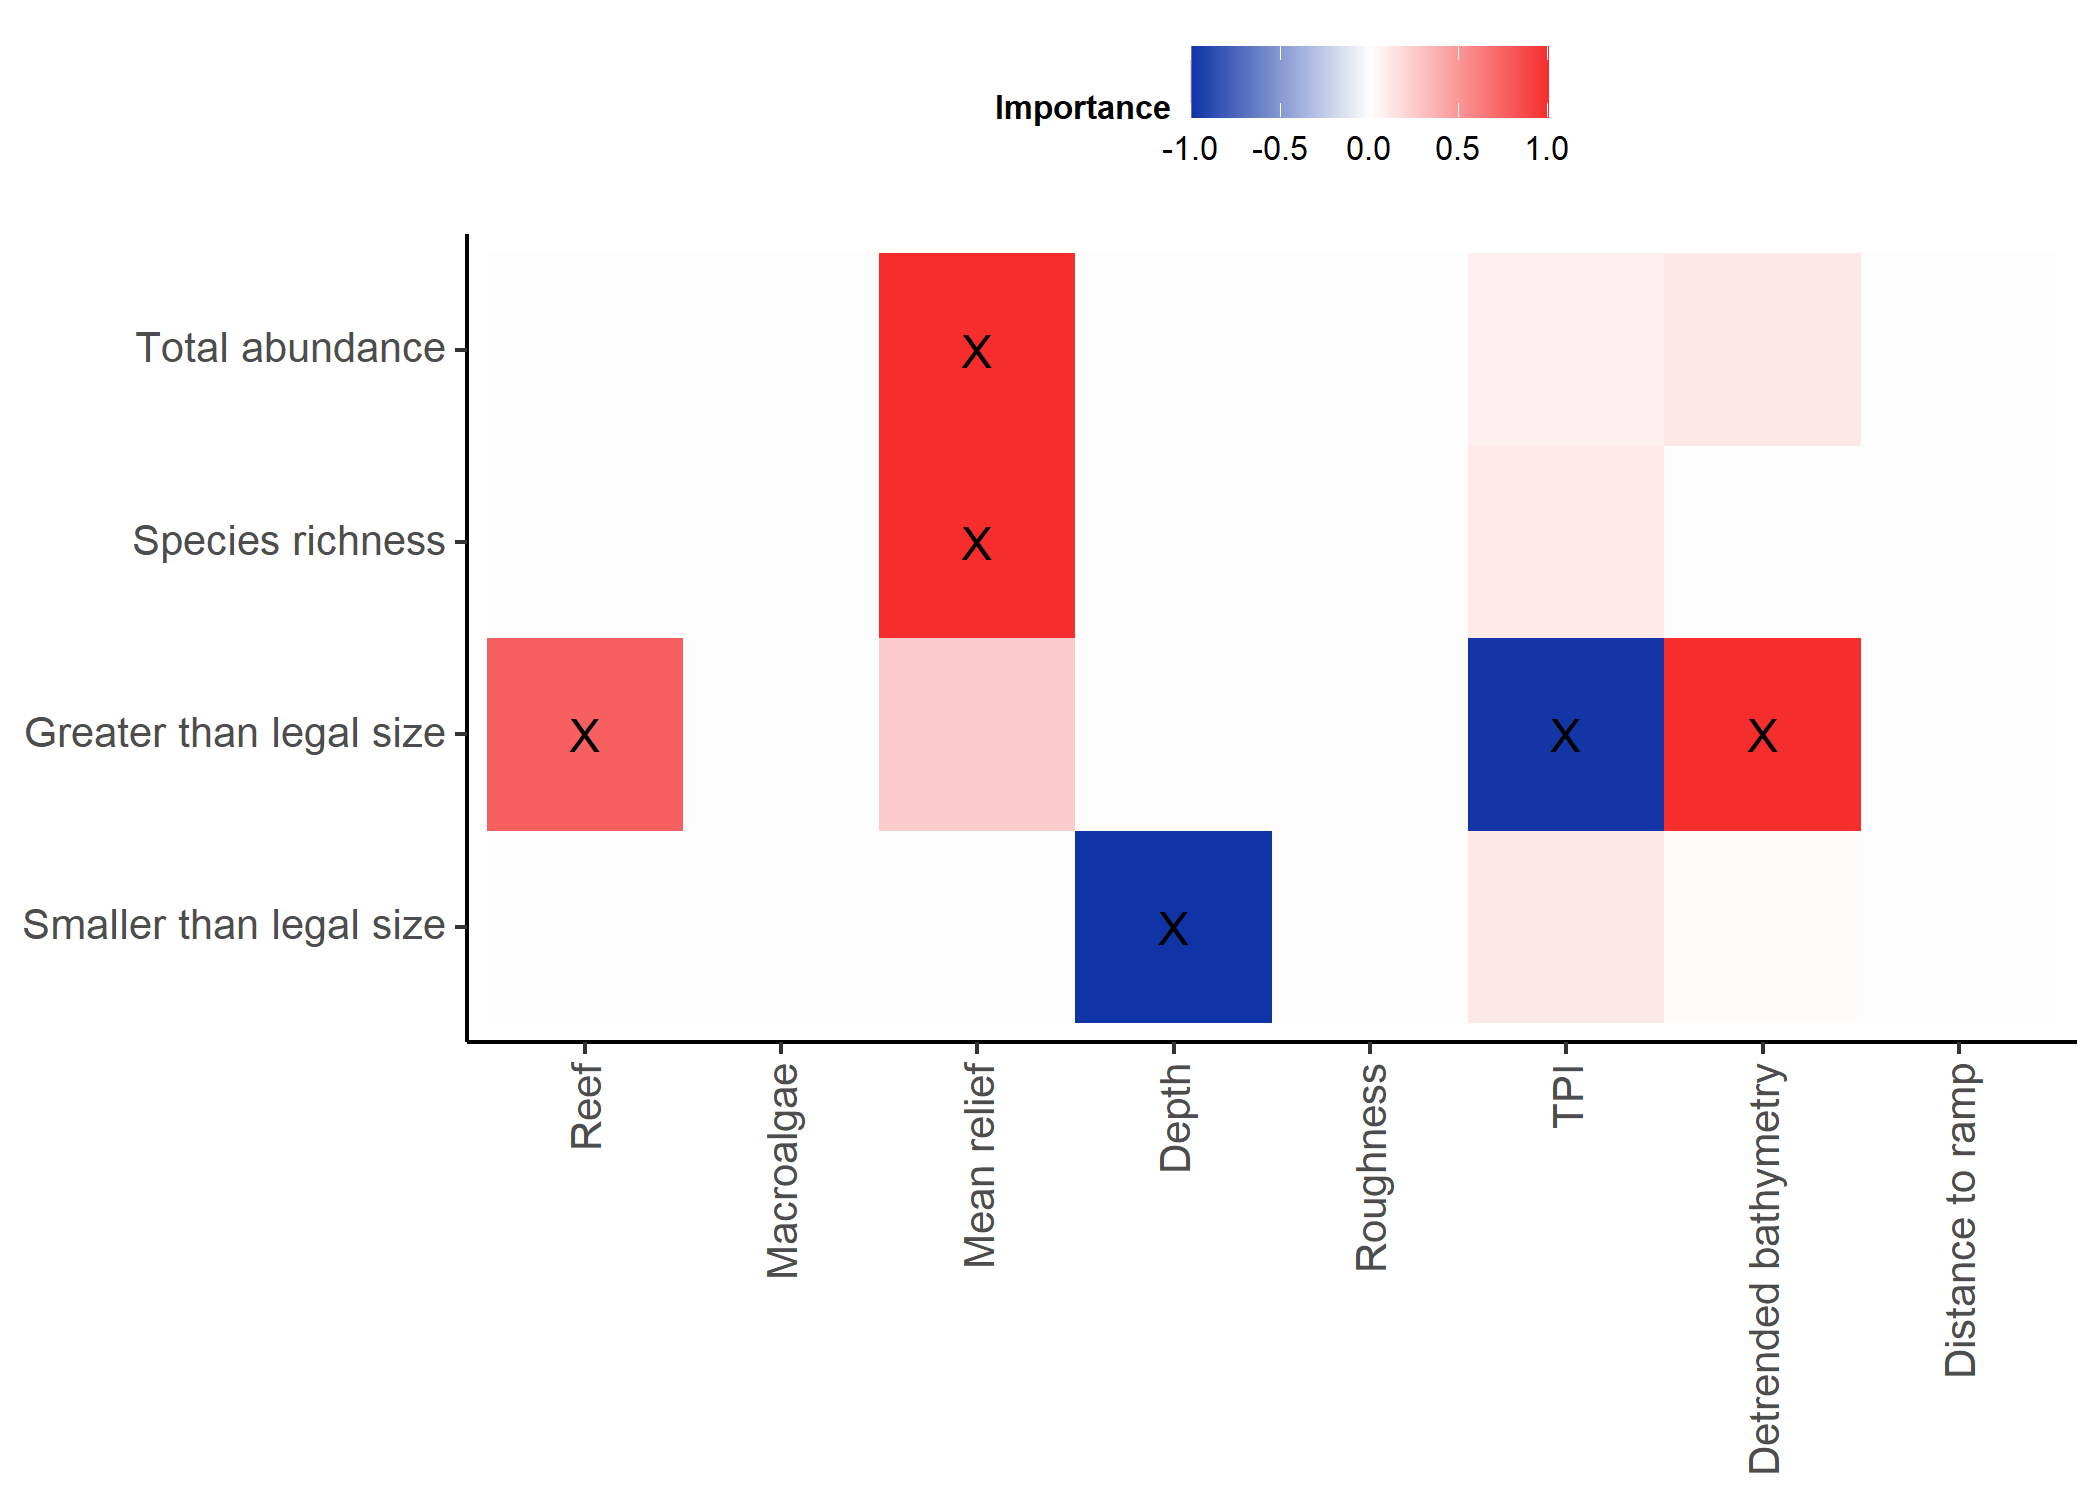 Importance
-1.0 -0.5 0.0 0.5 1.0
Total abundance X
Species richness X
Greater than legal size X X X
Smaller than legal size X
Reef
Macroalgae
Mean relief
Depth
Roughness
TPI
Detrended bathymetry
Distance to ramp